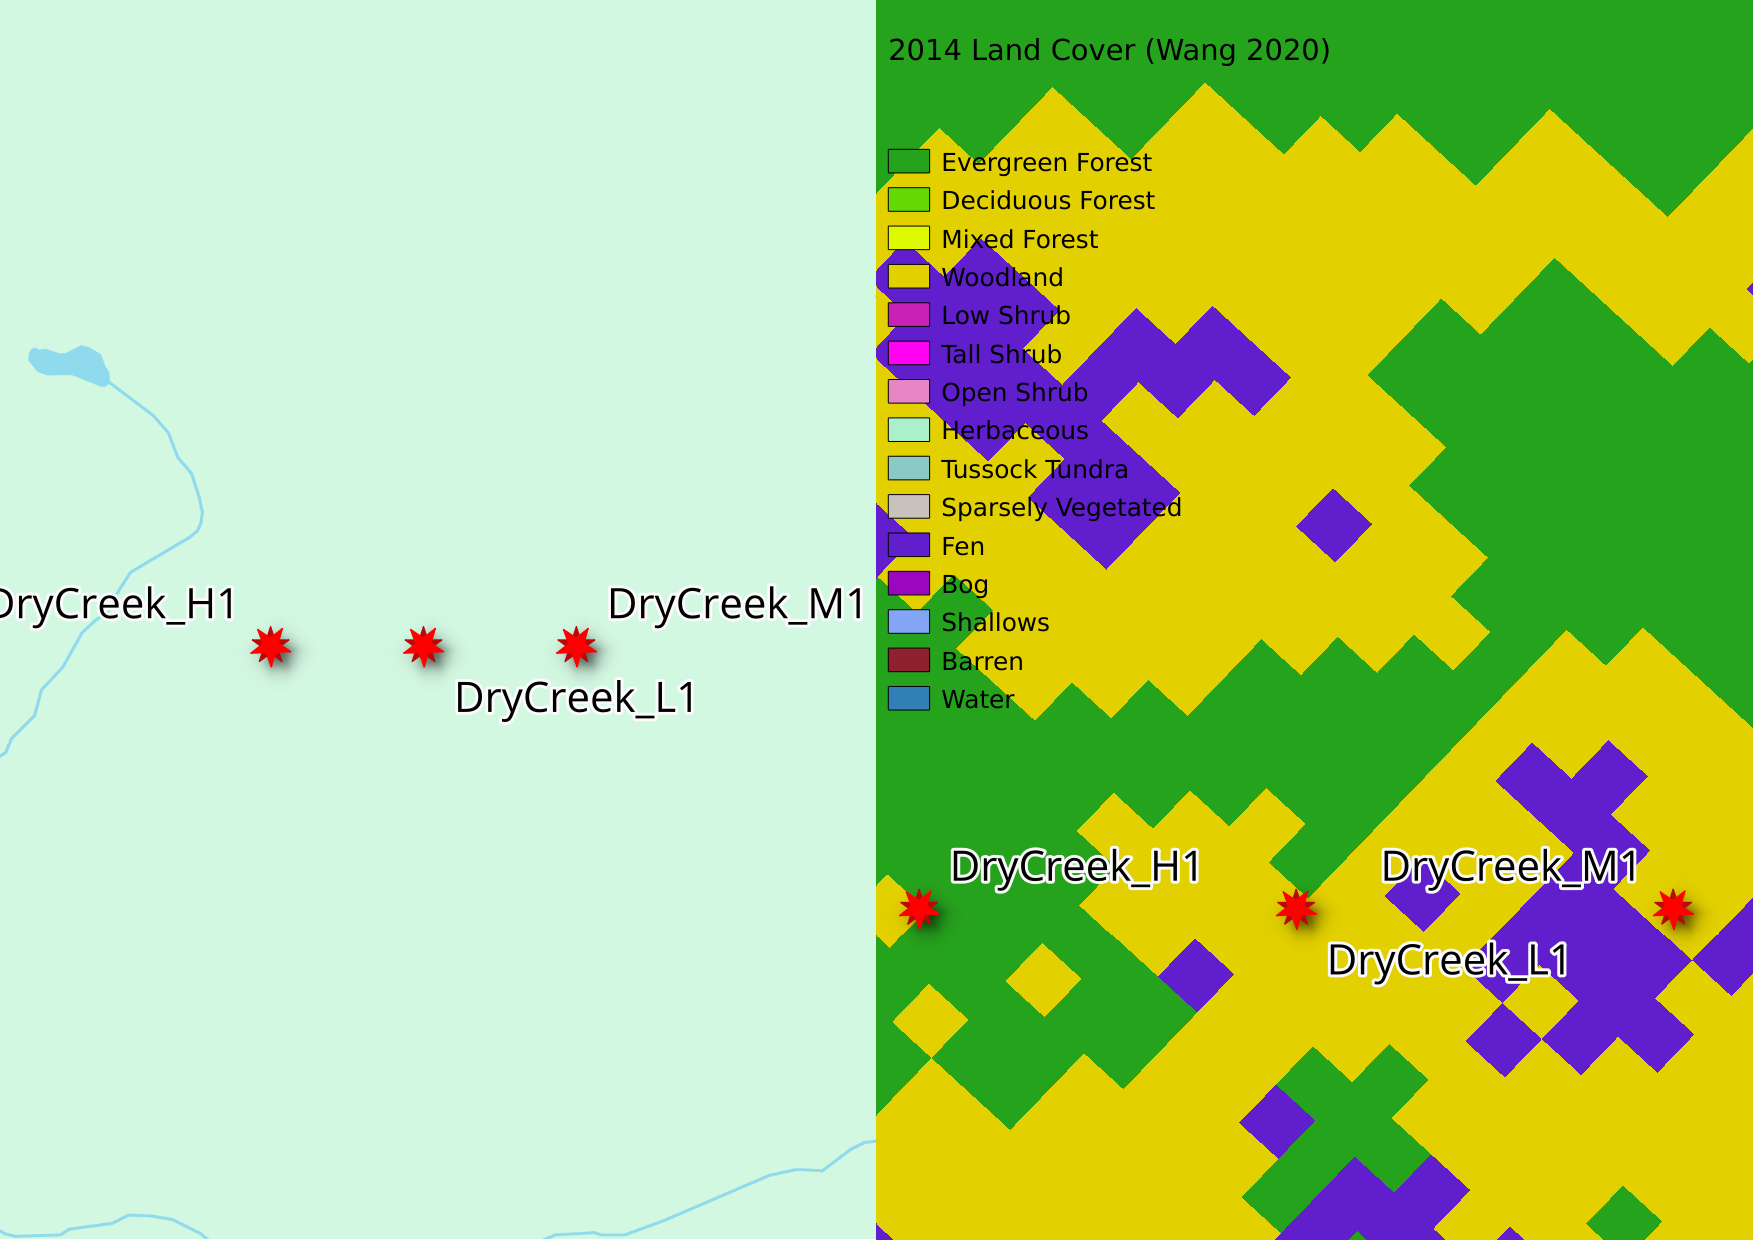 DryCreek_H1
DryCreek_M1
DryCreek_L1
2014 Land Cover (Wang 2020)
Evergreen Forest
Deciduous Forest
Mixed Forest
Woodland
Low Shrub
Tall Shrub
Open Shrub
Herbaceous
Tussock Tundra
Sparsely Vegetated
Fen
Bog
Shallows
Barren
Water
DryCreek_H1
DryCreek_M1
DryCreek_L1